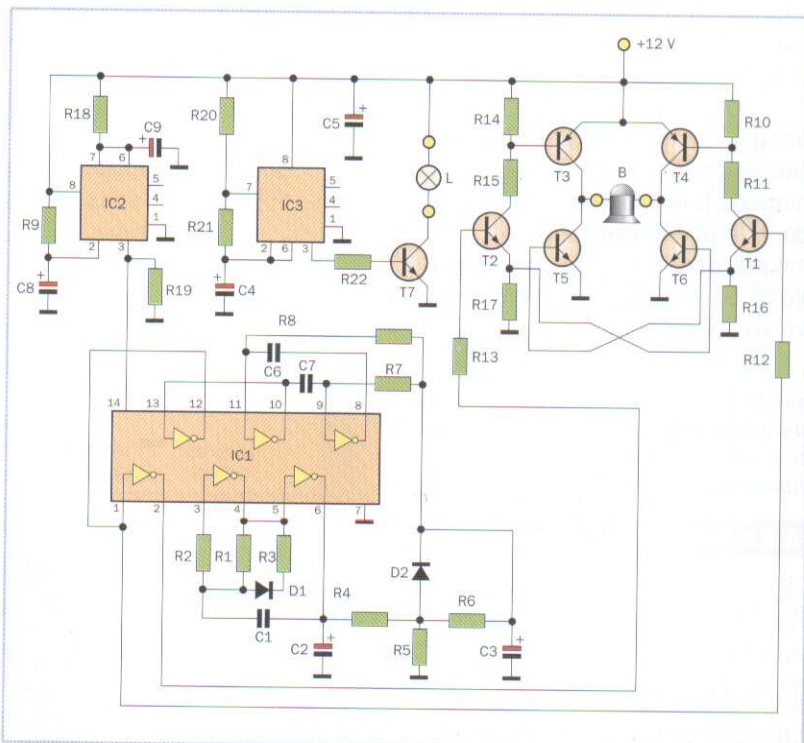 +12 V
R18
C9
+
R20
C5
+
R14
R10
7
6
8
5
4
1
IC2
2
3
R9
C8
+
R19
8
7
5
4
1
IC3
2
6
3
R21
C4
+
R22
L
T7
T3
T4
B
R15
R11
T2
T5
T6
T1
R17
R16
R13
R12
R8
C6
C7
R7
14
13
12
11
10
9
8
IC1
1
2
3
4
5
6
7
R2
R1
R3
D1
C1
R4
D2
R6
C2
+
R5
C3
+